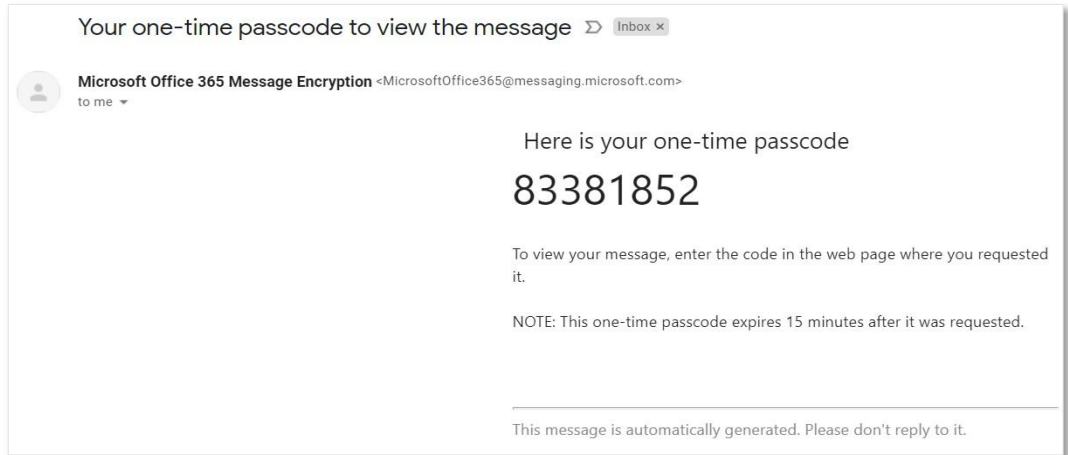 Your one-time passcode to view the message Inbox ×
Microsoft Office 365 Message Encryption <MicrosoftOffice365@messaging.microsoft.com>
to me
Here is your one-time passcode
83381852
To view your message, enter the code in the web page where you requested
it.
NOTE: This one-time passcode expires 15 minutes after it was requested.
This message is automatically generated. Please don't reply to it.